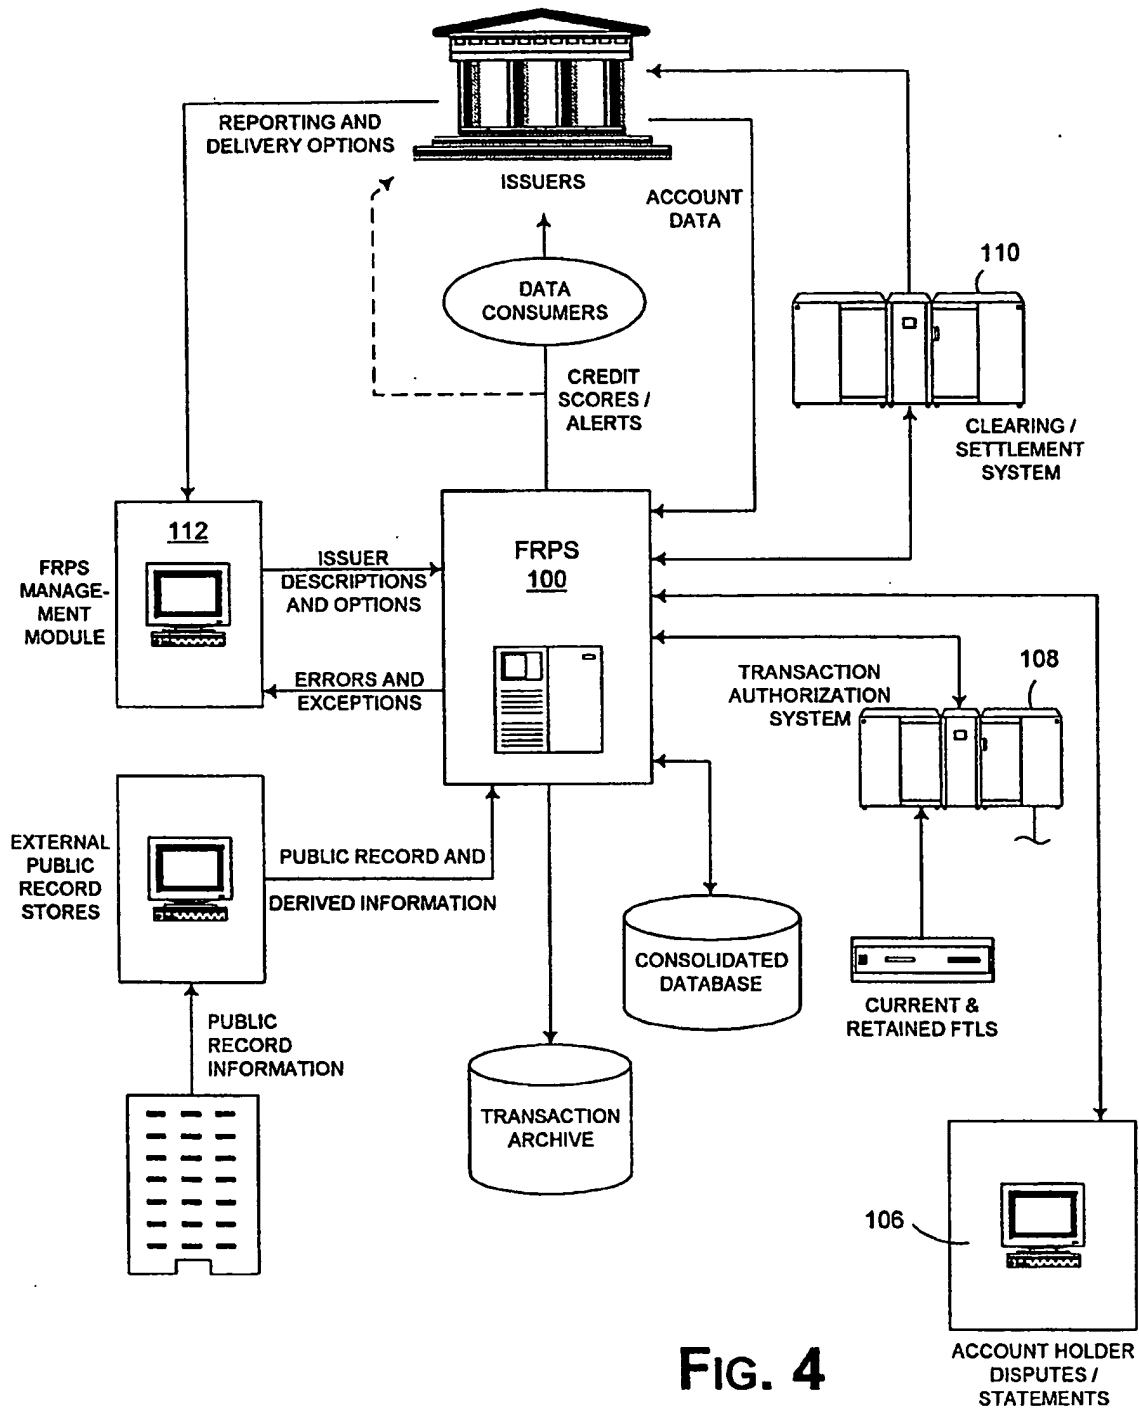 REPORTING AND
DELIVERY OPTIONS
ISSUERS
ACCOUNT
DATA
110
DATA
CONSUMERS
CREDIT
SCORES /
ALERTS
CLEARING /
SETTLEMENT
SYSTEM
112
FRPS
MANAGE-
MENT
MODULE
ISSUER
DESCRIPTIONS
AND OPTIONS
FRPS
100
ERRORS AND
EXCEPTIONS
TRANSACTION
AUTHORIZATION
SYSTEM
108
EXTERNAL
PUBLIC
RECORD
STORES
PUBLIC RECORD AND
DERIVED INFORMATION
CONSOLIDATED
DATABASE
CURRENT &
RETAINED FTLS
PUBLIC
RECORD
INFORMATION
TRANSACTION
ARCHIVE
106
ACCOUNT HOLDER
DISPUTES /
STATEMENTS
FIG. 4